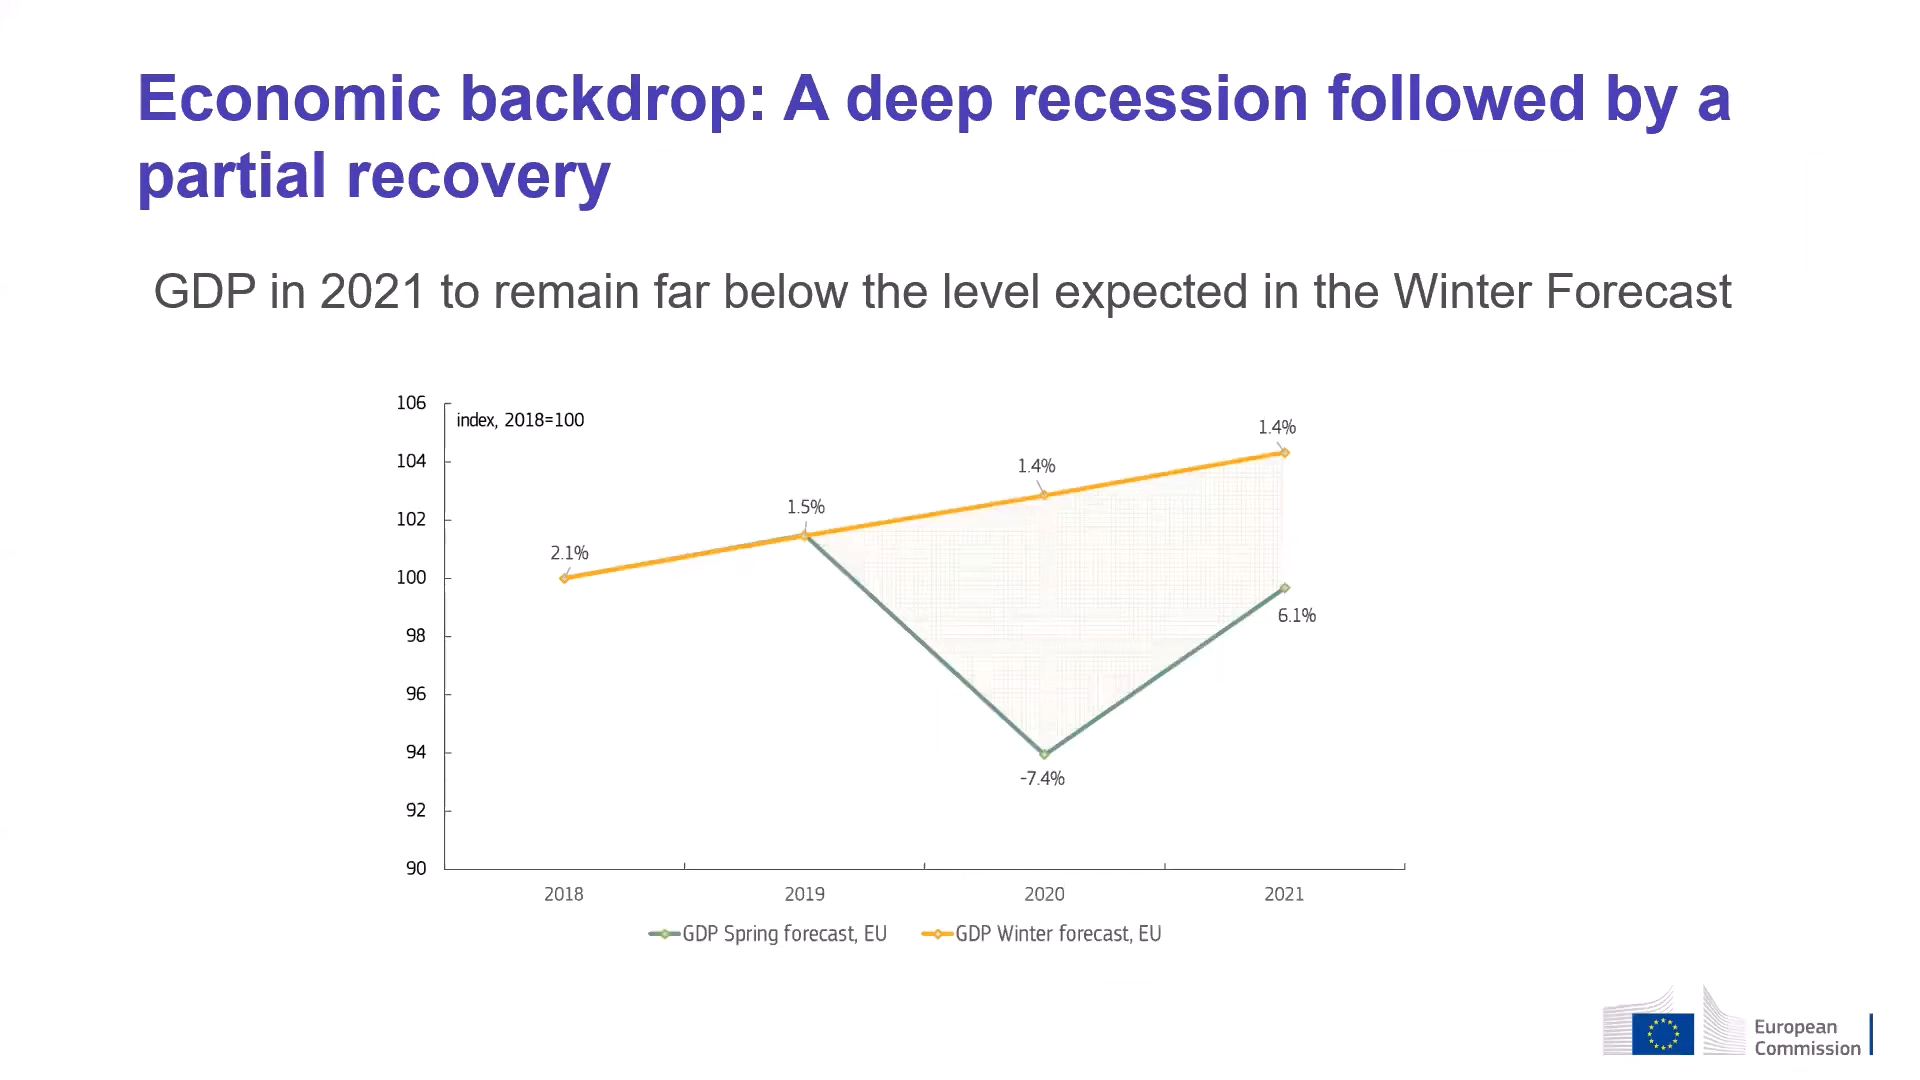 Economic backdrop: A deep recession followed by a
partial recovery
GDP in 2021 to remain far below the level expected in the Winter Forecast
106
index, 2018=100
104
102
100
98
96
94
92
90
2.1%
1.5%
1.4%
1.4%
-7.4%
6.1%
2018
2019
2020
2021
GDP Spring forecast, EU
GDP Winter forecast, EU
European
Commission